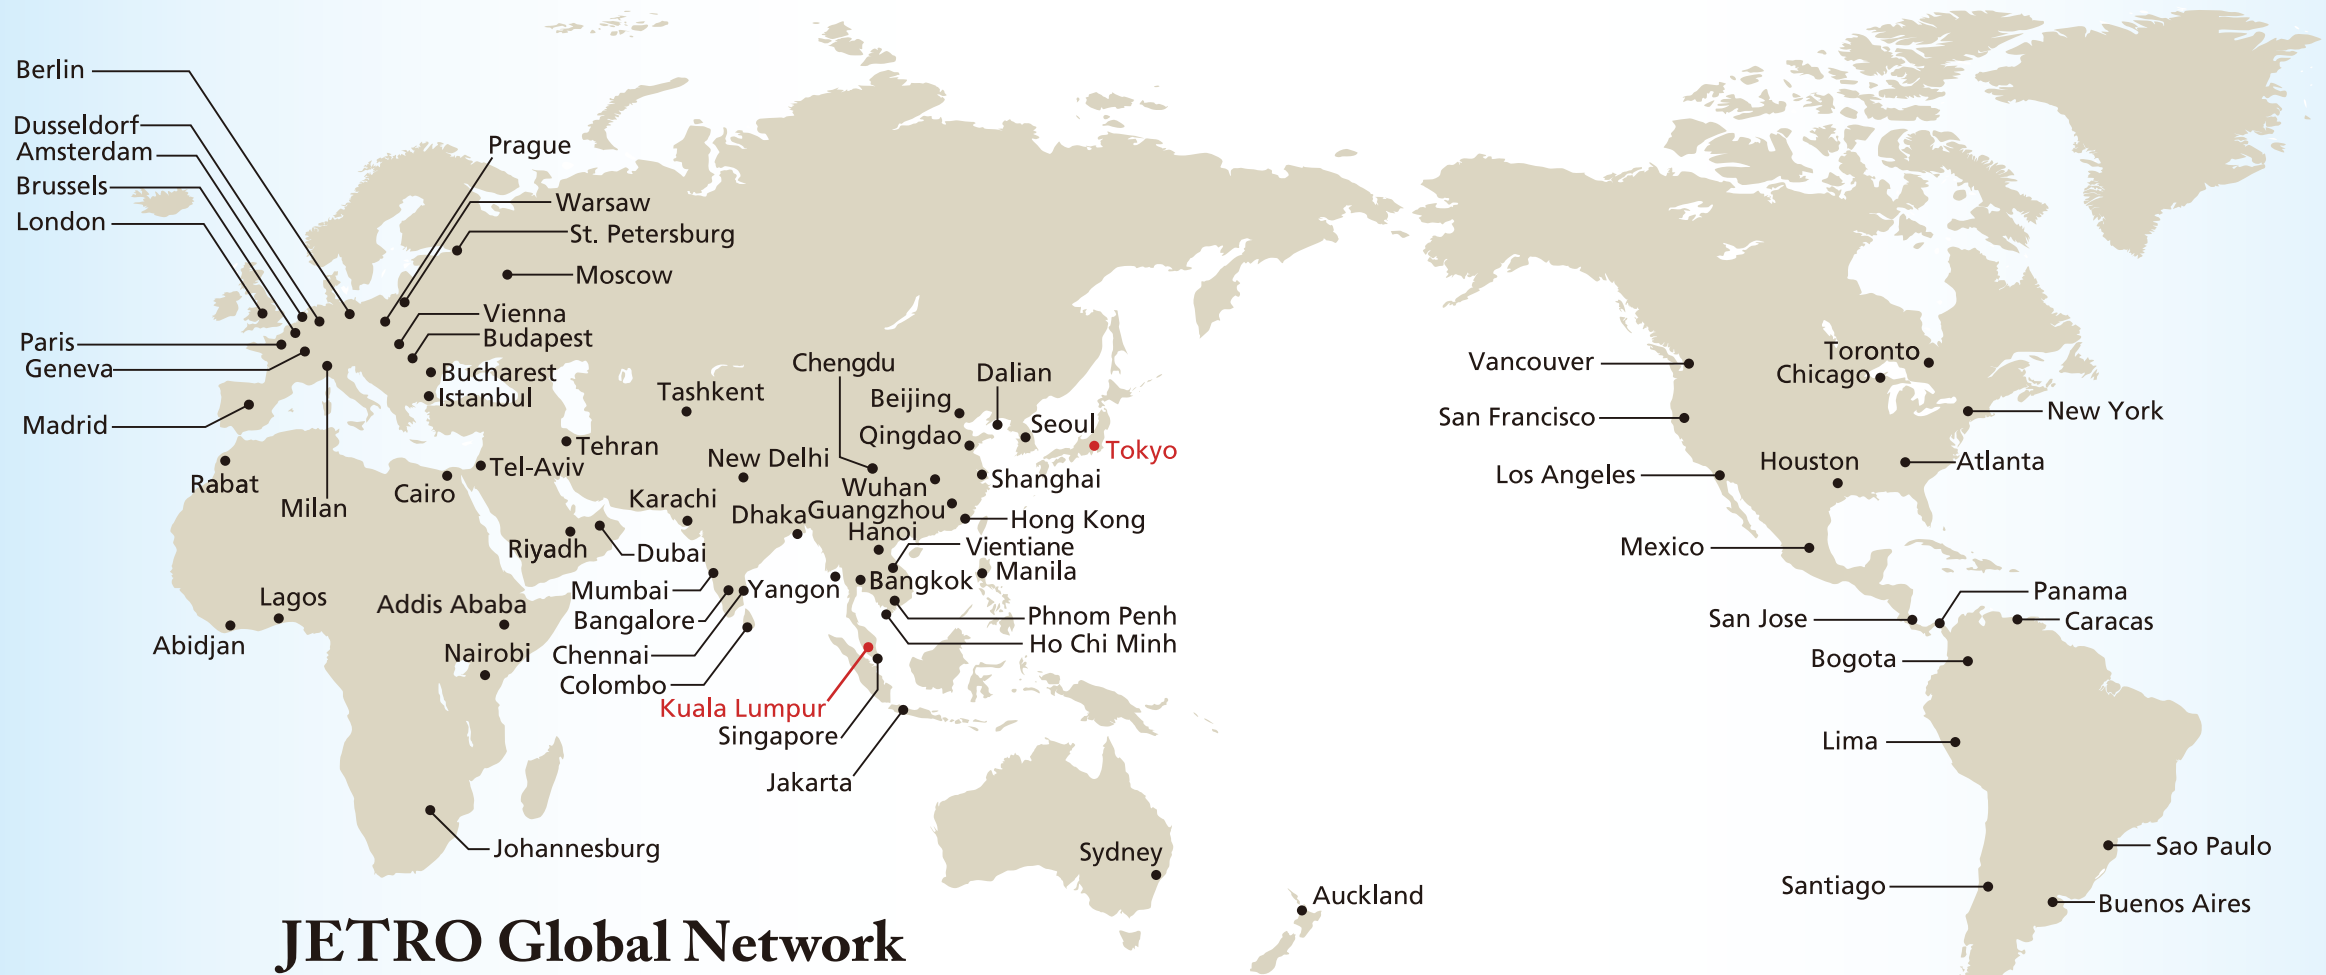 Berlin
Dusseldorf
Amsterdam
Brussels
London
Paris
Geneva
Madrid
Prague
Warsaw
St. Petersburg
Moscow
Vienna
Budapest
Bucharest
Istanbul
Rabat
Milan
Cairo
Tel-Aviv
Tehran
Tashkent
New Delhi
Karachi
Dhaka
Riyadh
Dubai
Mumbai
Bangalore
Chennai
Colombo
Lagos
Abidjan
Addis Ababa
Nairobi
Johannesburg
Chengdu
Beijing
Dalian
Qingdao
Seoul
Tokyo
Shanghai
Wuhan
Guangzhou
Hong Kong
Hanoi
Vientiane
Manila
Yangon
Bangkok
Phnom Penh
Ho Chi Minh
Kuala Lumpur
Singapore
Jakarta
Sydney
Auckland
Vancouver
San Francisco
Los Angeles
Mexico
Toronto
Chicago
New York
Houston
Atlanta
San Jose
Panama
Caracas
Bogota
Lima
Sao Paulo
Santiago
Buenos Aires
JETRO Global Network